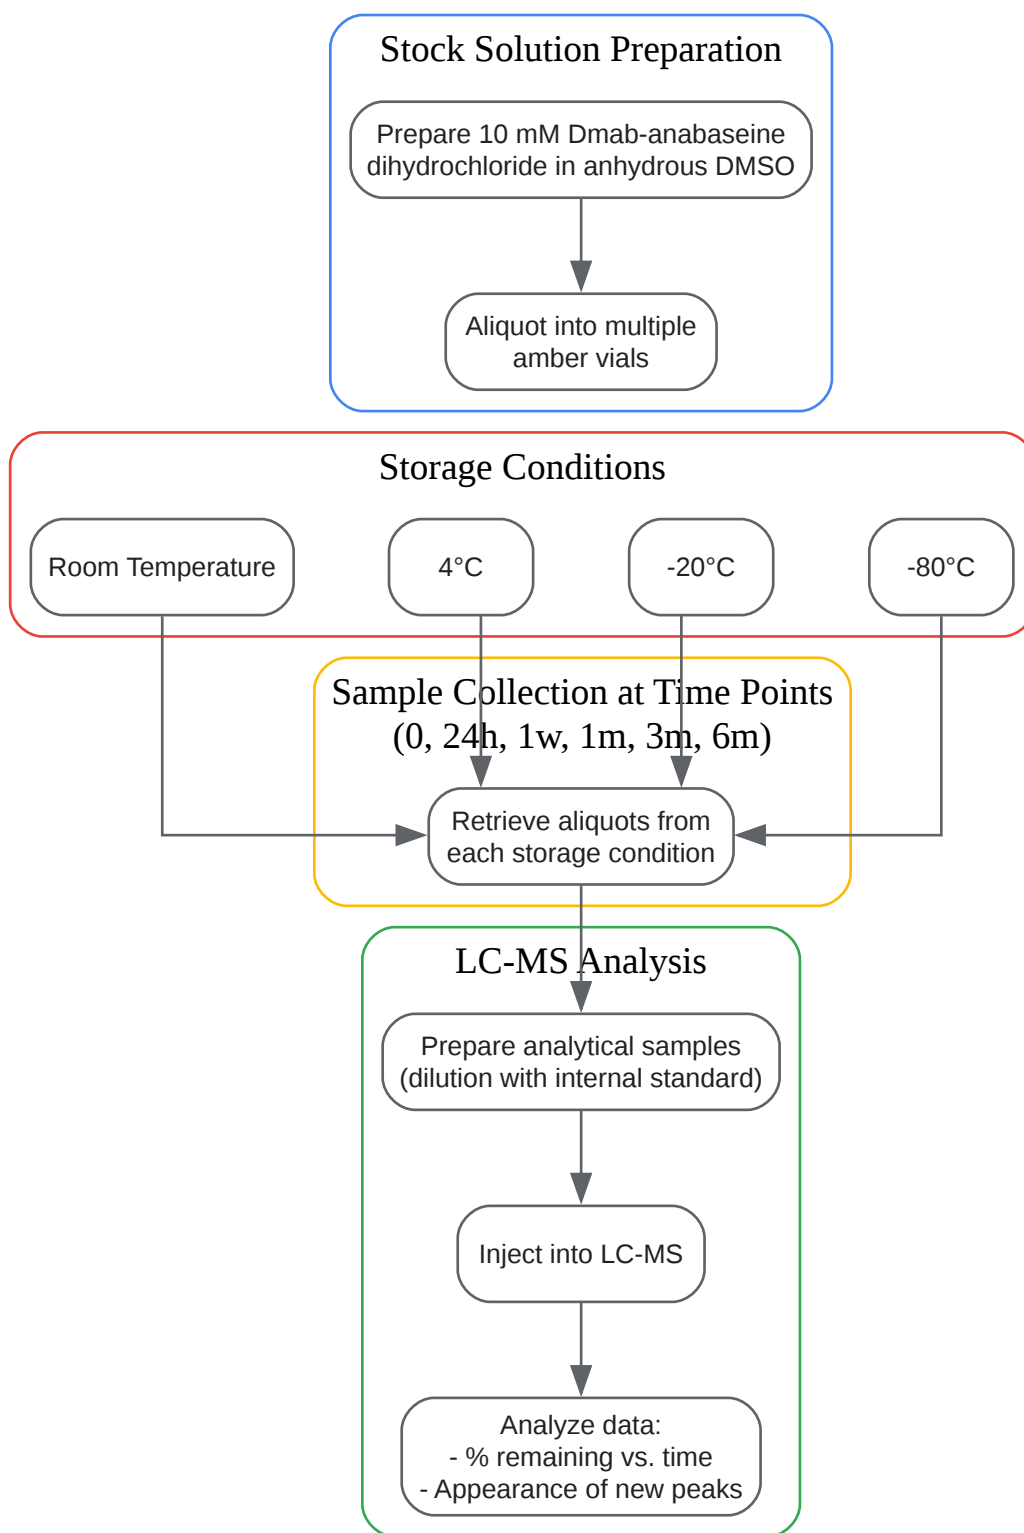 Stock Solution Preparation
Prepare 10 mM Dmab-anabaseine
dihydrochloride in anhydrous DMSO
Aliquot into multiple
amber vials
Storage Conditions
Room Temperature
4°C
-20°C
-80°C
Sample Collection at Time Points
(0, 24h, 1w, 1m, 3m, 6m)
Retrieve aliquots from
each storage condition
LC-MS Analysis
Prepare analytical samples
(dilution with internal standard)
Inject into LC-MS
Analyze data:
- % remaining vs. time
- Appearance of new peaks